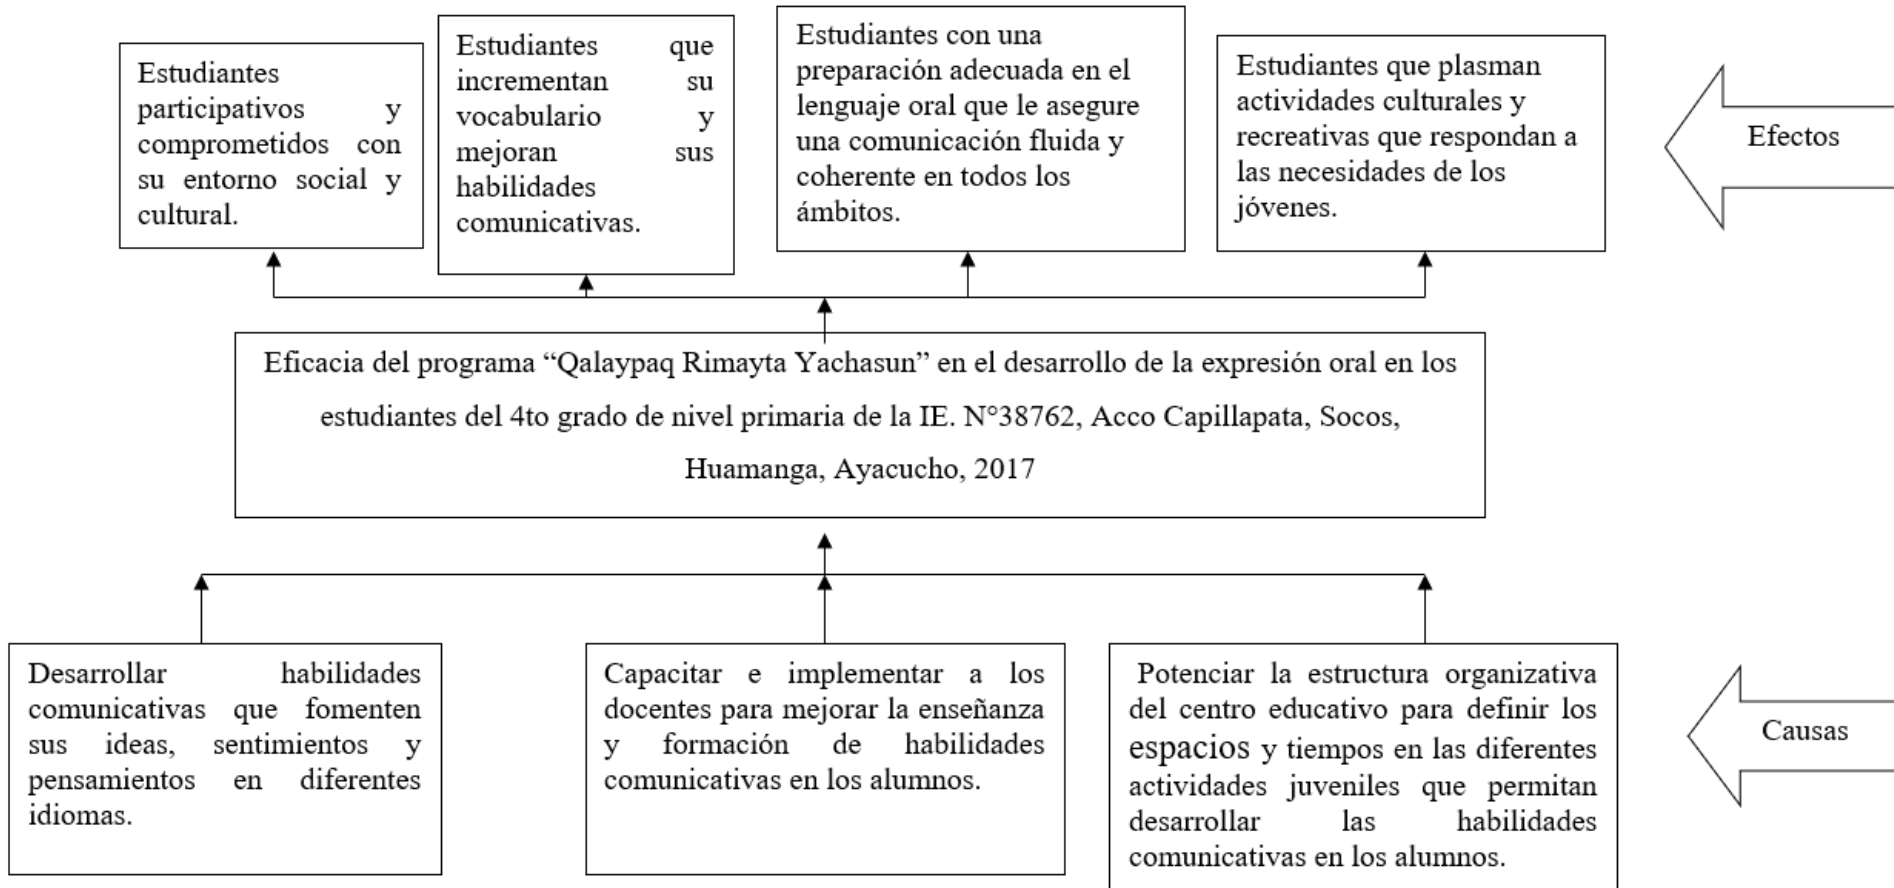 Estudiantes
participativos y
comprometidos con
su entorno social y
cultural.
Estudiantes que
incrementan su
vocabulario y
mejoran sus
habilidades
comunicativas.
Estudiantes con una
preparación adecuada en el
lenguaje oral que le asegure
una comunicación fluida y
coherente en todos los
ámbitos.
Estudiantes que plasman
actividades culturales y
recreativas que respondan a
las necesidades de los
jóvenes.
Efectos
Eficacia del programa “Qalaypaq Rimayta Yachasun” en el desarrollo de la expresión oral en los
estudiantes del 4to grado de nivel primaria de la IE. N°38762, Acco Capillapata, Socos,
Huamanga, Ayacucho, 2017
Desarrollar habilidades
comunicativas que fomenten
sus ideas, sentimientos y
pensamientos en diferentes
idiomas.
Capacitar e implementar a los
docentes para mejorar la enseñanza
y formación de habilidades
comunicativas en los alumnos.
Potenciar la estructura organizativa
del centro educativo para definir los
espacios y tiempos en las diferentes
actividades juveniles que permitan
desarrollar las habilidades
comunicativas en los alumnos.
Causas